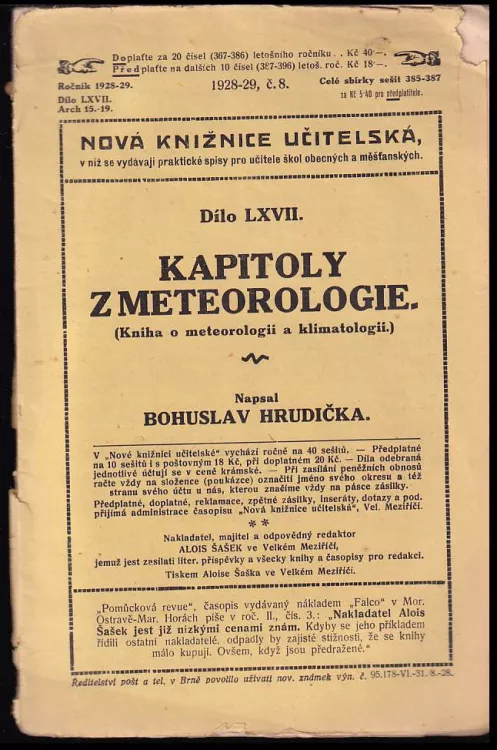 Doplaťte za 20 čísel (367-386) letošního ročníku . . Kč 40·—.
Předplaťte na dalších 10 čísel (387-396) letoš. roč. Kč 18·—.
Ročník 1928-29.
Dílo LXVII.
Arch 15.-19.
1928-29, č. 8.
Celé sbírky sešit 385-387
za Kč 5·40 pro předplatitele.
NOVÁ KNIŽNICE UČITELSKÁ,
v níž se vydávají praktické spisy pro učitele škol obecných a měšťanských.
Dílo LXVII.
KAPITOLY
Z METEOROLOGIE.
(Kniha o meteorologii a klimatologii.)
Napsal
BOHUSLAV HRUDIČKA.
V „Nové knižnici učitelské“ vychází ročně na 40 sešitů. — Předplatné
na 10 sešitů i s poštovným 18 Kč, při doplatném 20 Kč. — Díla odebraná
jednotlivě účtují se v ceně krámské. — Při zasílání peněžních obnosů
račte vždy na složence (poukázce) označiti jméno svého okresu a též
stranu svého účtu u nás, kterou značíme vždy na pásce zásilky.
Předplatné, doplatné, reklamace, zpětné zásilky, inseráty, dotazy a pod.
přijímá administrace časopisu „Nová knižnice učitelská“, Vel. Meziříčí.
* *
Nakladatel, majitel a odpovědný redaktor
ALOIS ŠAŠEK ve Velkém Meziříčí,
jemuž jest zesílati liter. příspěvky a všecky knihy a časopisy pro redakci.
Tiskem Aloise Šaška ve Velkém Meziříčí.
„Pomůcková revue“, časopis vydávaný nákladem „Falco“ v Mor.
Ostravě-Mar. Horách píše v roč. II., čís. 3.: „Nakladatel Alois
Šašek jest již nízkými cenami znám. Kdyby se jeho příkladem
řídili ostatní nakladatelé, odpadly by zajisté stížnosti, že se knihy
málo kupují. Ovšem, když jsou předražené.“
Ředitelství pošt a tel. v Brně povolilo užívati nov. známek výn. č. 95.178-VI.-31. 8.-28.